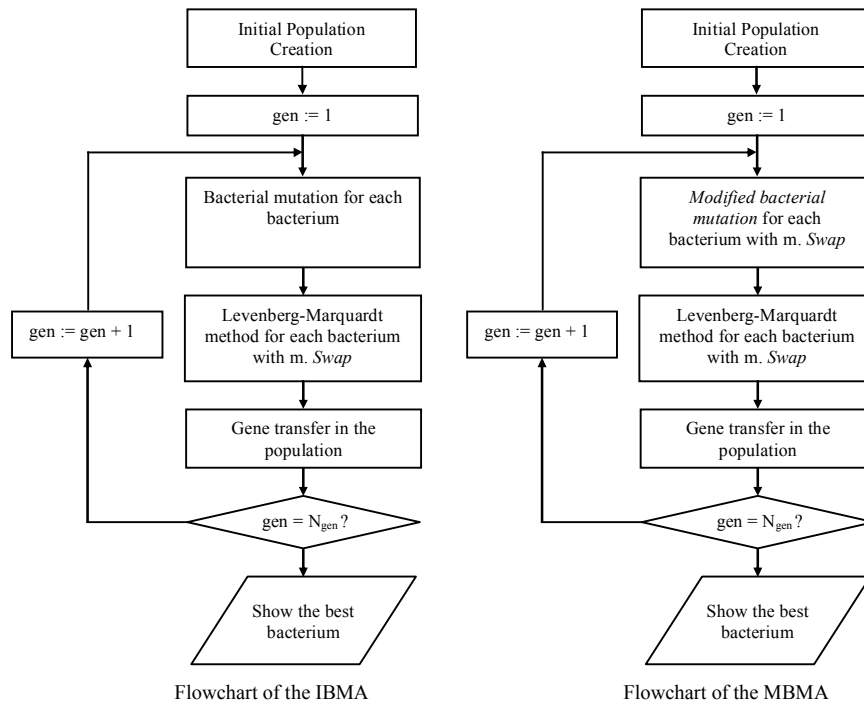 Initial Population
Creation
gen := 1
Bacterial mutation for each
bacterium
Levenberg-Marquardt
method for each bacterium
with m. Swap
gen := gen + 1
Gene transfer in the
population
gen = Ngen ?
Show the best
bacterium
Flowchart of the IBMA
Initial Population
Creation
gen := 1
Modified bacterial
mutation for each
bacterium with m. Swap
Levenberg-Marquardt
method for each bacterium
with m. Swap
gen := gen + 1
Gene transfer in the
population
gen = Ngen ?
Show the best
bacterium
Flowchart of the MBMA